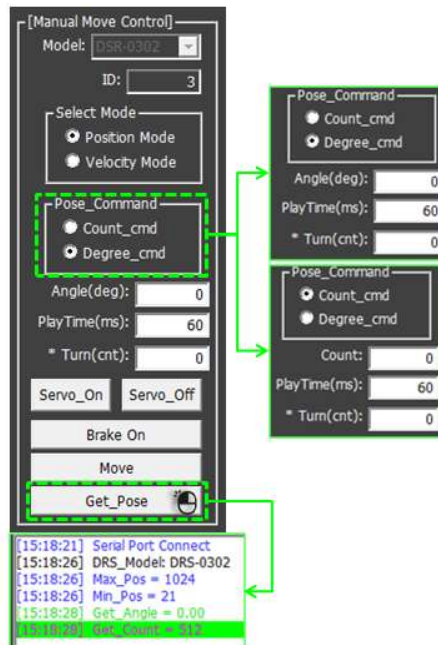 [Manual Move Control]
Model: DSR-0302
ID: 3
Select Mode
Position Mode
Velocity Mode
Pose_Command
Count_cmd
Degree_cmd
Angle(deg): 0
PlayTime(ms): 60
* Turn(cnt): 0
Servo_On Servo_Off
Brake On
Move
Get_Pose
[15:18:21] Serial Port Connect
[15:18:26] DRS_Model: DRS-0302
[15:18:26] Max_Pos = 1024
[15:18:26] Min_Pos = 21
[15:18:28] Get_Angle = 0.00
[15:18:28] Get_Count = 512
Pose_Command
Count_cmd
Degree_cmd
Angle(deg): 0
PlayTime(ms): 60
* Turn(cnt): 0
Pose_Command
Count_cmd
Degree_cmd
Count: 0
PlayTime(ms): 60
* Turn(cnt): 0